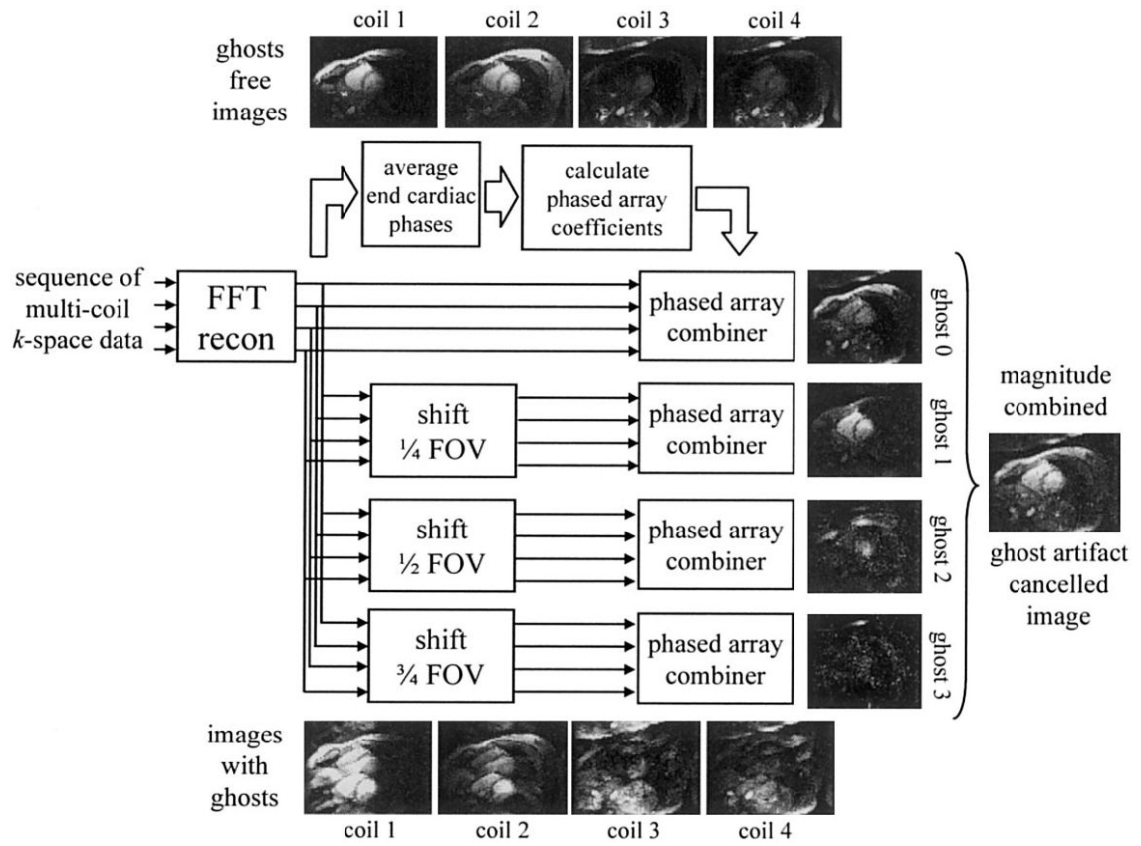 coil 1 coil 2 coil 3 coil 4
ghosts
free
images
average
end cardiac
phases
calculate
phased array
coefficients
sequence of
multi-coil
k-space data
FFT
recon
phased array
combiner
ghost 0
shift
¼ FOV
phased array
combiner
ghost 1
shift
½ FOV
phased array
combiner
ghost 2
shift
¾ FOV
phased array
combiner
ghost 3
magnitude
combined
ghost artifact
cancelled
image
images
with
ghosts
coil 1 coil 2 coil 3 coil 4